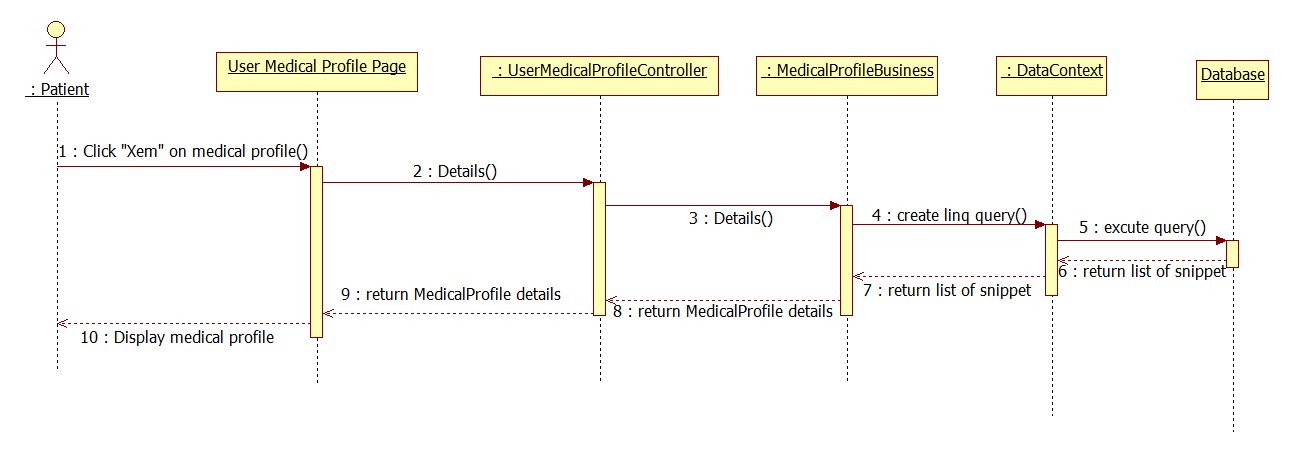 : Patient
User Medical Profile Page
: UserMedicalProfileController
: MedicalProfileBusiness
: DataContext
Database
1 : Click "Xem" on medical profile()
2 : Details()
3 : Details()
4 : create linq query()
5 : excute query()
6 : return list of snippet
7 : return list of snippet
8 : return MedicalProfile details
9 : return MedicalProfile details
10 : Display medical profile